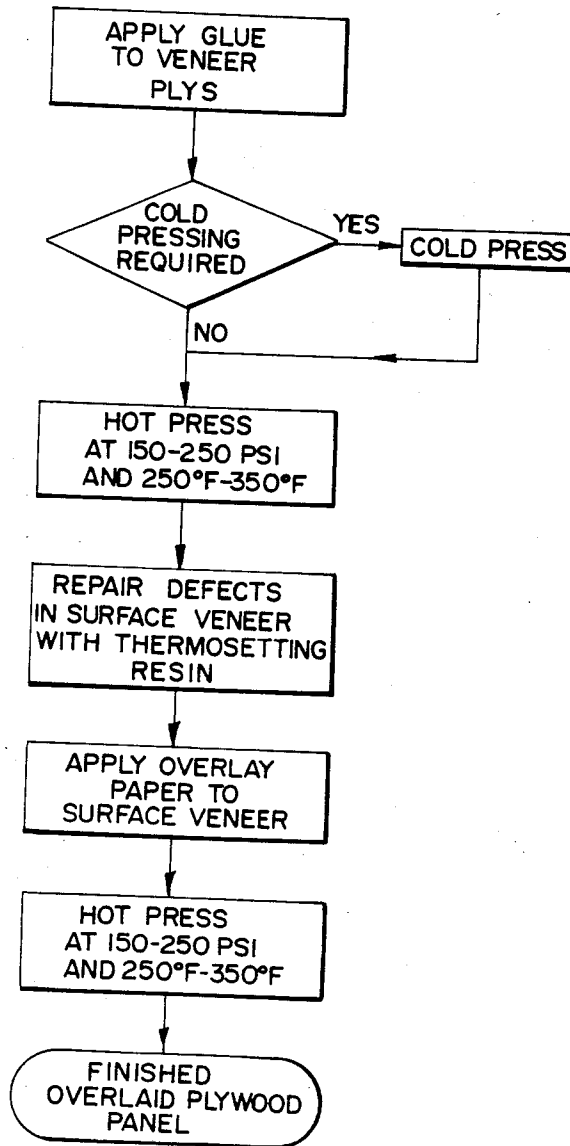 APPLY GLUE
TO VENEER
PLYS
COLD
PRESSING
REQUIRED
YES
COLD PRESS
NO
HOT PRESS
AT 150-250 PSI
AND 250°F-350°F
REPAIR DEFECTS
IN SURFACE VENEER
WITH THERMOSETTING
RESIN
APPLY OVERLAY
PAPER TO
SURFACE VENEER
HOT PRESS
AT 150-250 PSI
AND 250°F-350°F
FINISHED
OVERLAID PLYWOOD
PANEL